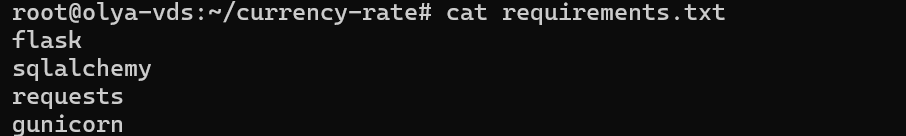 root@olya-vds:~/currency-rate# cat requirements.txt
flask
sqlalchemy
requests
gunicorn